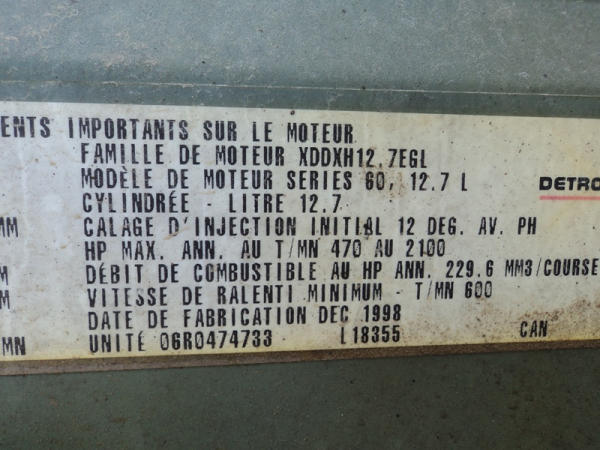 ENTS IMPORTANTS SUR LE MOTEUR
FAMILLE DE MOTEUR XDDXH12.7EGL
MODÈLE DE MOTEUR SERIES 60, 12.7 L
DETRO
CYLINDRÉE - LITRE 12.7
MM CALAGE D'INJECTION INITIAL 12 DEG. AV. PH
HP MAX. ANN. AU T/MN 470 AU 2100
M DÉBIT DE COMBUSTIBLE AU HP ANN. 229.6 MM3/COURSE
M VITESSE DE RALENTI MINIMUM - T/MN 600
DATE DE FABRICATION DEC 1998
MN UNITÉ 06R0474733 L18355 CAN